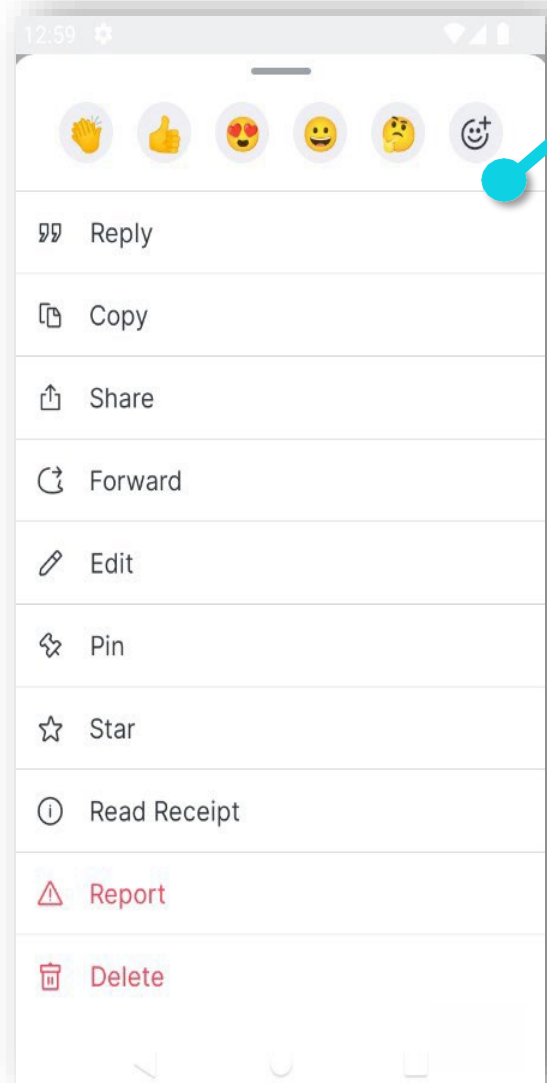 12:59
Reply
Copy
Share
Forward
Edit
Pin
Star
Read Receipt
Report
Delete